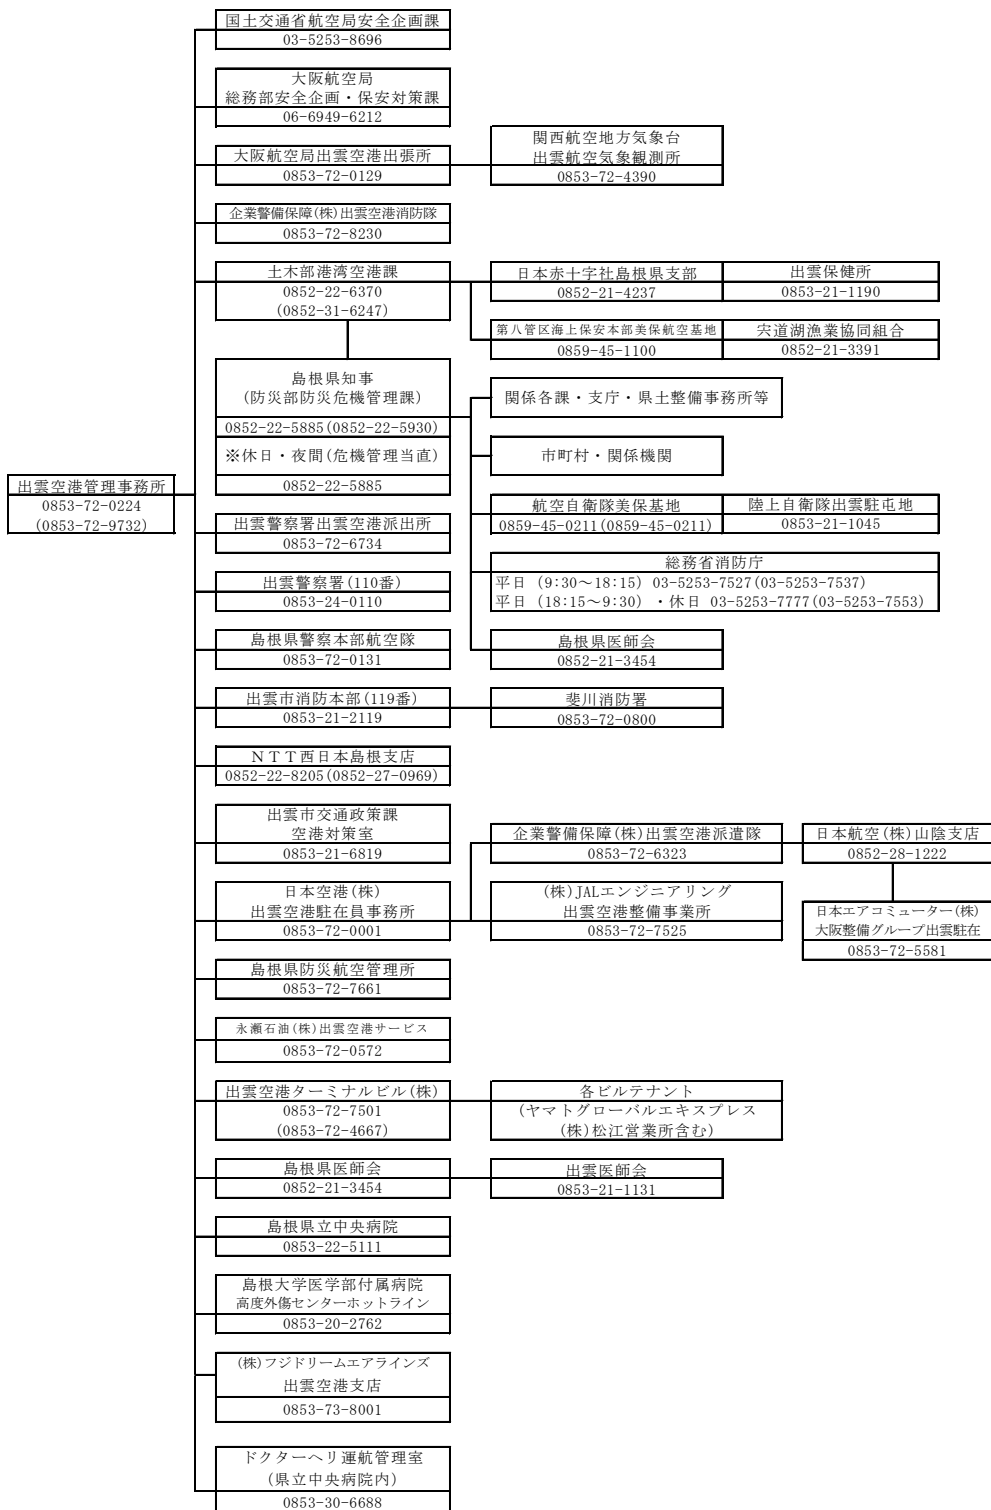 国土交通省航空局安全企画課
03-5253-8696
大阪航空局
総務部安全企画・保安対策課
06-6949-6212
大阪航空局出雲空港出張所
0853-72-0129
関西航空地方気象台
出雲航空気象観測所
0853-72-4390
企業警備保障(株)出雲空港消防隊
0853-72-8230
土木部港湾空港課
0852-22-6370
(0852-31-6247)
日本赤十字社島根県支部
0852-21-4237
出雲保健所
0853-21-1190
第八管区海上保安本部美保航空基地
0859-45-1100
宍道湖漁業協同組合
0852-21-3391
島根県知事
(防災部防災危機管理課)
0852-22-5885(0852-22-5930)
※休日・夜間(危機管理当直)
0852-22-5885
関係各課・支庁・県土整備事務所等
市町村・関係機関
航空自衛隊美保基地
0859-45-0211(0859-45-0211)
陸上自衛隊出雲駐屯地
0853-21-1045
総務省消防庁
平日 (9:30～18:15) 03-5253-7527(03-5253-7537)
平日 (18:15～9:30) ・休日 03-5253-7777(03-5253-7553)
島根県医師会
0852-21-3454
出雲空港管理事務所
0853-72-0224
(0853-72-9732)
出雲警察署出雲空港派出所
0853-72-6734
出雲警察署(110番)
0853-24-0110
島根県警察本部航空隊
0853-72-0131
出雲市消防本部(119番)
0853-21-2119
斐川消防署
0853-72-0800
ＮＴＴ西日本島根支店
0852-22-8205(0852-27-0969)
出雲市交通政策課
空港対策室
0853-21-6819
日本空港(株)
出雲空港駐在員事務所
0853-72-0001
企業警備保障(株)出雲空港派遣隊
0853-72-6323
日本航空(株)山陰支店
0852-28-1222
(株)JALエンジニアリング
出雲空港整備事業所
0853-72-7525
日本エアコミューター(株)
大阪整備グループ出雲駐在
0853-72-5581
島根県防災航空管理所
0853-72-7661
永瀬石油(株)出雲空港サービス
0853-72-0572
出雲空港ターミナルビル(株)
0853-72-7501
(0853-72-4667)
各ビルテナント
(ヤマトグローバルエキスプレス
(株)松江営業所含む)
島根県医師会
0852-21-3454
出雲医師会
0853-21-1131
島根県立中央病院
0853-22-5111
島根大学医学部付属病院
高度外傷センターホットライン
0853-20-2762
(株)フジドリームエアラインズ
出雲空港支店
0853-73-8001
ドクターヘリ運航管理室
(県立中央病院内)
0853-30-6688